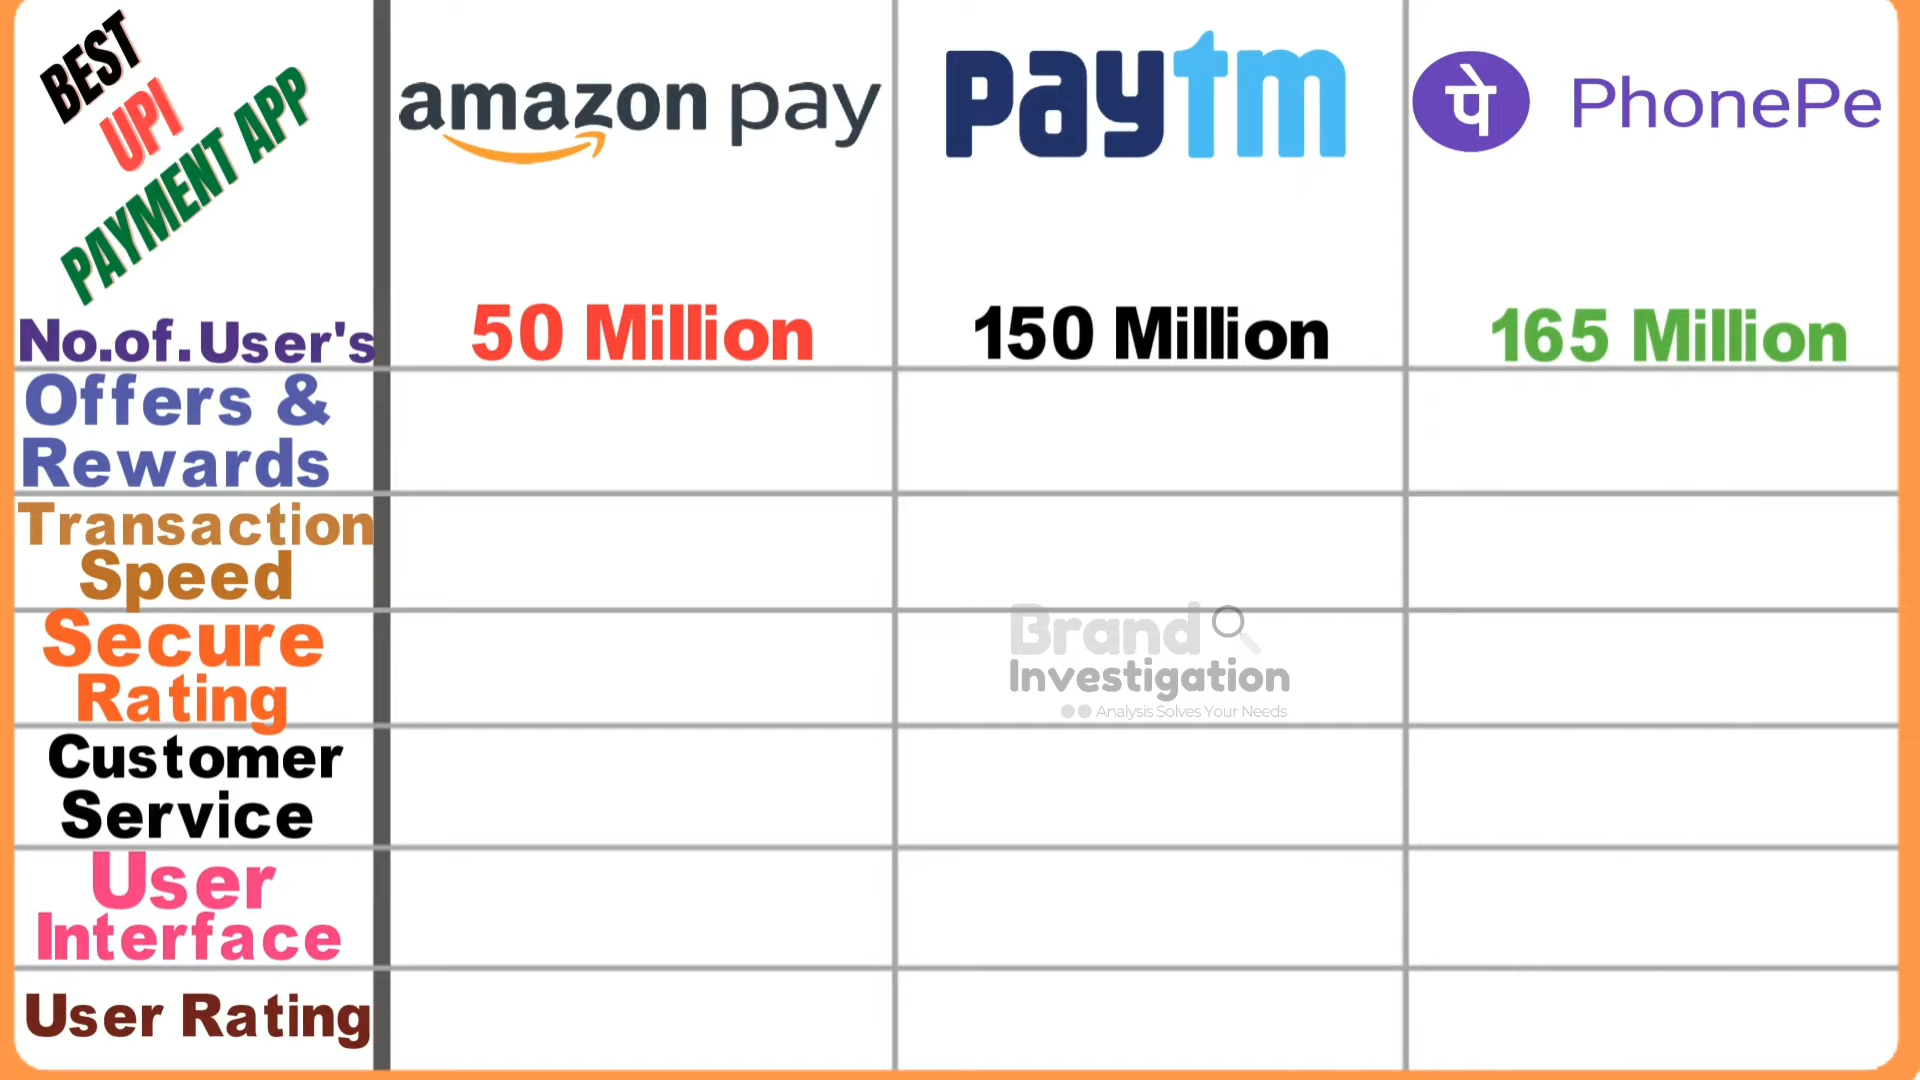 BEST
UPI
PAYMENT APP
amazon pay
paytm
पे PhonePe
No.of.User's 50 Million 150 Million 165 Million
Offers &
Rewards
Transaction
Speed
Secure
Rating
Brand
Investigation
Analysis Solves Your Needs
Customer
Service
User
Interface
User Rating